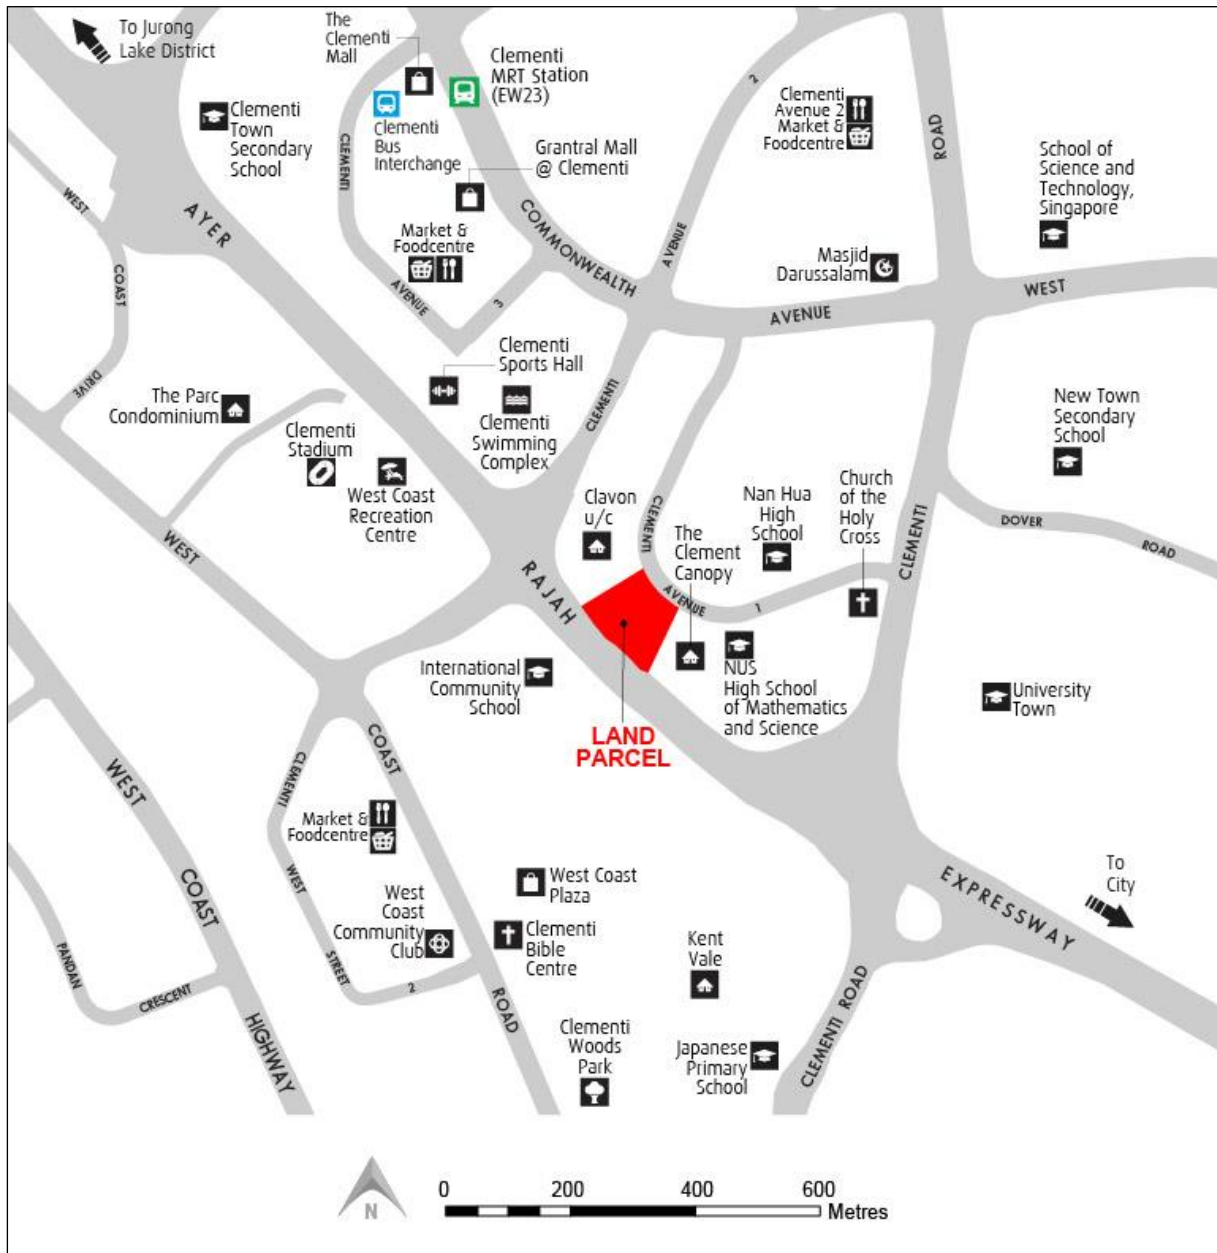 To Jurong
Lake District
The
Clementi
Mall
Clementi
MRT Station
(EW23)
Clementi
Town
Secondary
School
Clementi
Bus
Interchange
Grantral Mall
@ Clementi
Market &
Foodcentre
CLEMENTI
AVENUE
3
COMMONWEALTH
AVENUE
WEST
2
AVENUE
CLEMENTI
Clementi
Avenue 2
Market &
Foodcentre
ROAD
School of
Science and
Technology,
Singapore
Masjid
Darussalam
WEST
COAST
DRIVE
AYER
RAJAH
EXPRESSWAY
The Parc
Condominium
Clementi
Stadium
West Coast
Recreation
Centre
Clementi
Sports Hall
Clementi
Swimming
Complex
Clavon
u/c
CLEMENTI
AVENUE
1
The
Clement
Canopy
Nan Hua
High
School
Church
of the
Holy
Cross
CLEMENTI
New Town
Secondary
School
DOVER
ROAD
WEST
COAST
ROAD
International
Community
School
LAND
PARCEL
NUS
High School
of Mathematics
and Science
University
Town
WEST
COAST
HIGHWAY
CLEMENTI
WEST
STREET
2
Market &
Foodcentre
West
Coast
Community
Club
West Coast
Plaza
Clementi
Bible
Centre
Kent
Vale
To
City
PANDAN
CRESCENT
Clementi
Woods
Park
Japanese
Primary
School
CLEMENTI ROAD
N
0 200 400 600
Metres